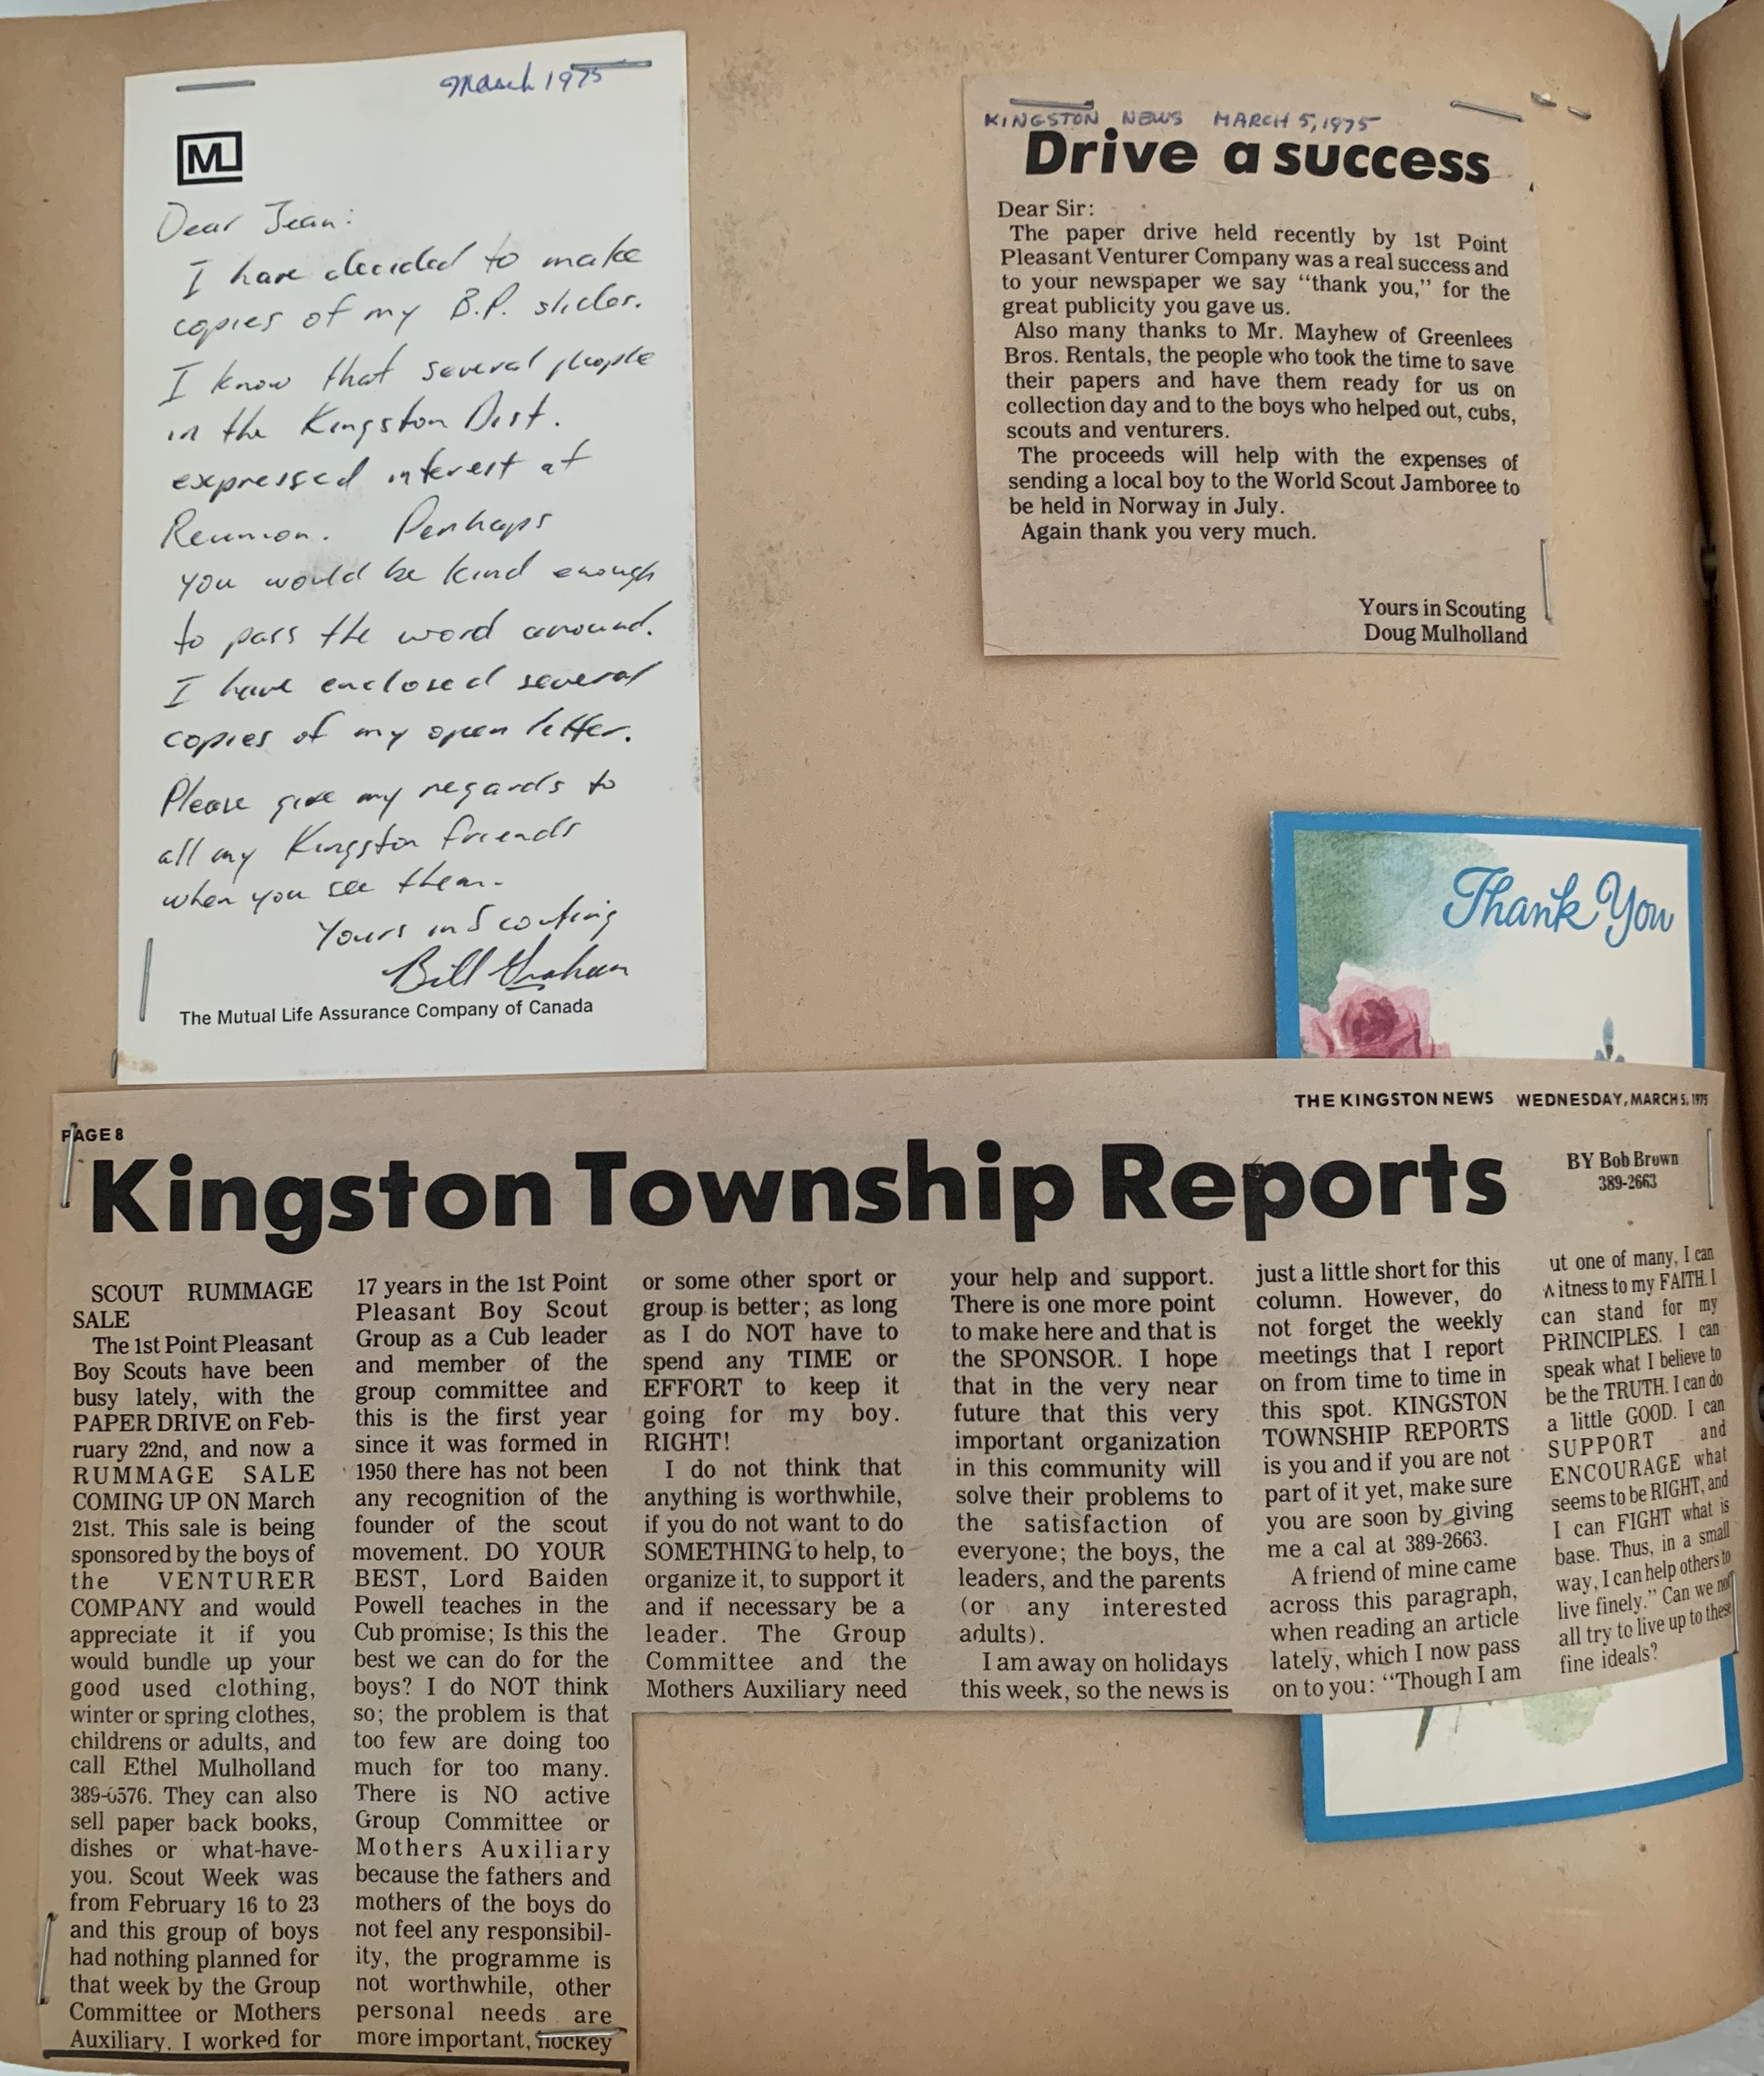 March 1975
M
Dear Jean:
I have decided to make
copies of my B.P. slides.
I know that several people
in the Kingston Dist.
expressed interest at
Reunion. Perhaps
you would be kind enough
to pass the word around.
I have enclosed several
copies of my open letter.
Please give my regards to
all my Kingston friends
when you see them.
Yours in Scouting
Bill Graham
The Mutual Life Assurance Company of Canada
KINGSTON NEWS MARCH 5, 1975
Drive a success
Dear Sir:
The paper drive held recently by 1st Point
Pleasant Venturer Company was a real success and
to your newspaper we say "thank you," for the
great publicity you gave us.
Also many thanks to Mr. Mayhew of Greenlees
Bros. Rentals, the people who took the time to save
their papers and have them ready for us on
collection day and to the boys who helped out, cubs,
scouts and venturers.
The proceeds will help with the expenses of
sending a local boy to the World Scout Jamboree to
be held in Norway in July.
Again thank you very much.
Yours in Scouting
Doug Mulholland
Thank You
THE KINGSTON NEWS WEDNESDAY, MARCH 5, 1975
PAGE 8
Kingston Township Reports
BY Bob Brown
389-2663
SCOUT RUMMAGE
SALE
The 1st Point Pleasant
Boy Scouts have been
busy lately, with the
PAPER DRIVE on Feb-
ruary 22nd, and now a
RUMMAGE SALE
COMING UP ON March
21st. This sale is being
sponsored by the boys of
the VENTURER
COMPANY and would
appreciate it if you
would bundle up your
good used clothing,
winter or spring clothes,
childrens or adults, and
call Ethel Mulholland
389-6576. They can also
sell paper back books,
dishes or what-have-
you. Scout Week was
from February 16 to 23
and this group of boys
had nothing planned for
that week by the Group
Committee or Mothers
Auxiliary. I worked for
17 years in the 1st Point
Pleasant Boy Scout
Group as a Cub leader
and member of the
group committee and
this is the first year
since it was formed in
1950 there has not been
any recognition of the
founder of the scout
movement. DO YOUR
BEST, Lord Baiden
Powell teaches in the
Cub promise; Is this the
best we can do for the
boys? I do NOT think
so; the problem is that
too few are doing too
much for too many.
There is NO active
Group Committee or
Mothers Auxiliary
because the fathers and
mothers of the boys do
not feel any responsibil-
ity, the programme is
not worthwhile, other
personal needs are
more important, hockey
or some other sport or
group is better; as long
as I do NOT have to
spend any TIME or
EFFORT to keep it
going for my boy.
RIGHT!
I do not think that
anything is worthwhile,
if you do not want to do
SOMETHING to help, to
organize it, to support it
and if necessary be a
leader. The Group
Committee and the
Mothers Auxiliary need
your help and support.
There is one more point
to make here and that is
the SPONSOR. I hope
that in the very near
future that this very
important organization
in this community will
solve their problems to
the satisfaction of
everyone; the boys, the
leaders, and the parents
(or any interested
adults).
I am away on holidays
this week, so the news is
just a little short for this
column. However, do
not forget the weekly
meetings that I report
on from time to time in
this spot. KINGSTON
TOWNSHIP REPORTS
is you and if you are not
part of it yet, make sure
you are soon by giving
me a cal at 389-2663.
A friend of mine came
across this paragraph,
when reading an article
lately, which I now pass
on to you: "Though I am
ut one of many, I can
witness to my FAITH. I
can stand for my
PRINCIPLES. I can
speak what I believe to
be the TRUTH. I can do
a little GOOD. I can
SUPPORT and
ENCOURAGE what
seems to be RIGHT, and
I can FIGHT what is
base. Thus, in a small
way, I can help others to
live finely." Can we not
all try to live up to these
fine ideals?